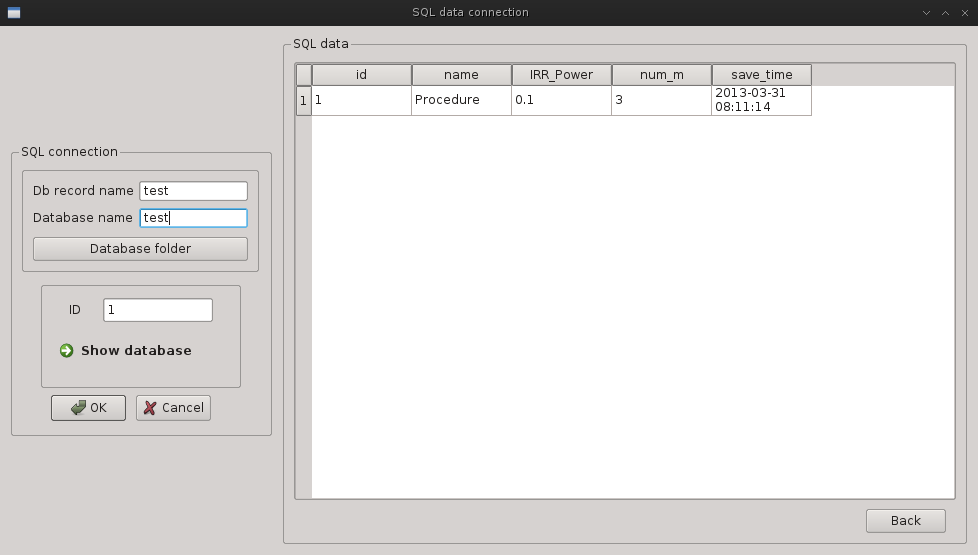 SQL data connection
SQL connection
Db record name test
Database name test
Database folder
ID 1
Show database
OK Cancel
SQL data
id name IRR_Power num_m save_time
1 1 Procedure 0.1 3 2013-03-31
08:11:14
Back